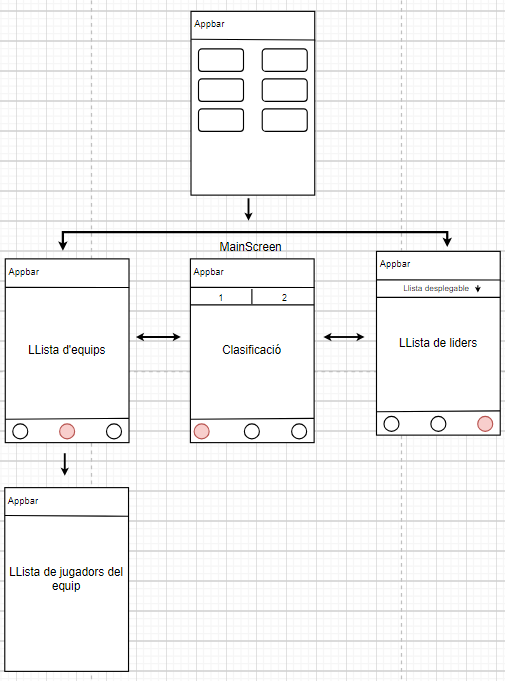 Appbar
MainScreen
Appbar
Appbar
Appbar
1
2
Llista desplegable
LLista d'equips
Clasificació
LLista de liders
Appbar
LLista de jugadors del
equip